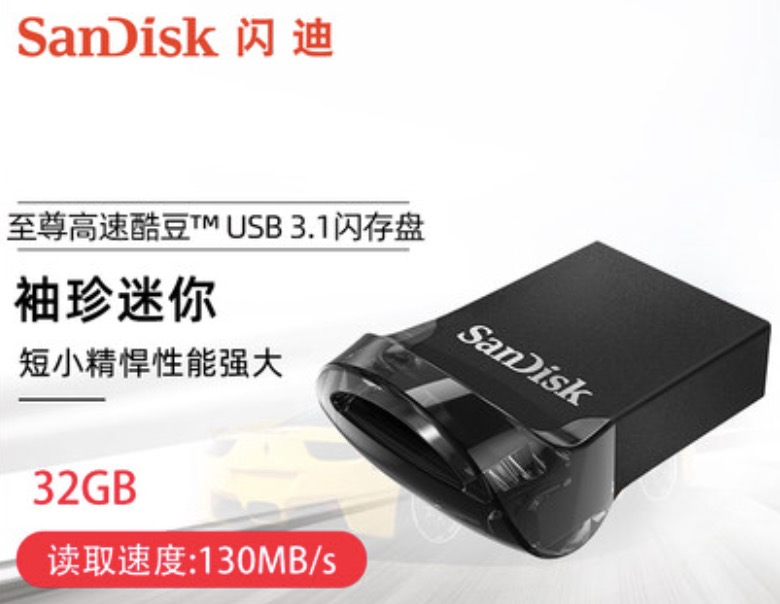 SanDisk 闪迪
至尊高速酷豆™ USB 3.1闪存盘
袖珍迷你
短小精悍性能强大
SanDisk
32GB
读取速度:130MB/s